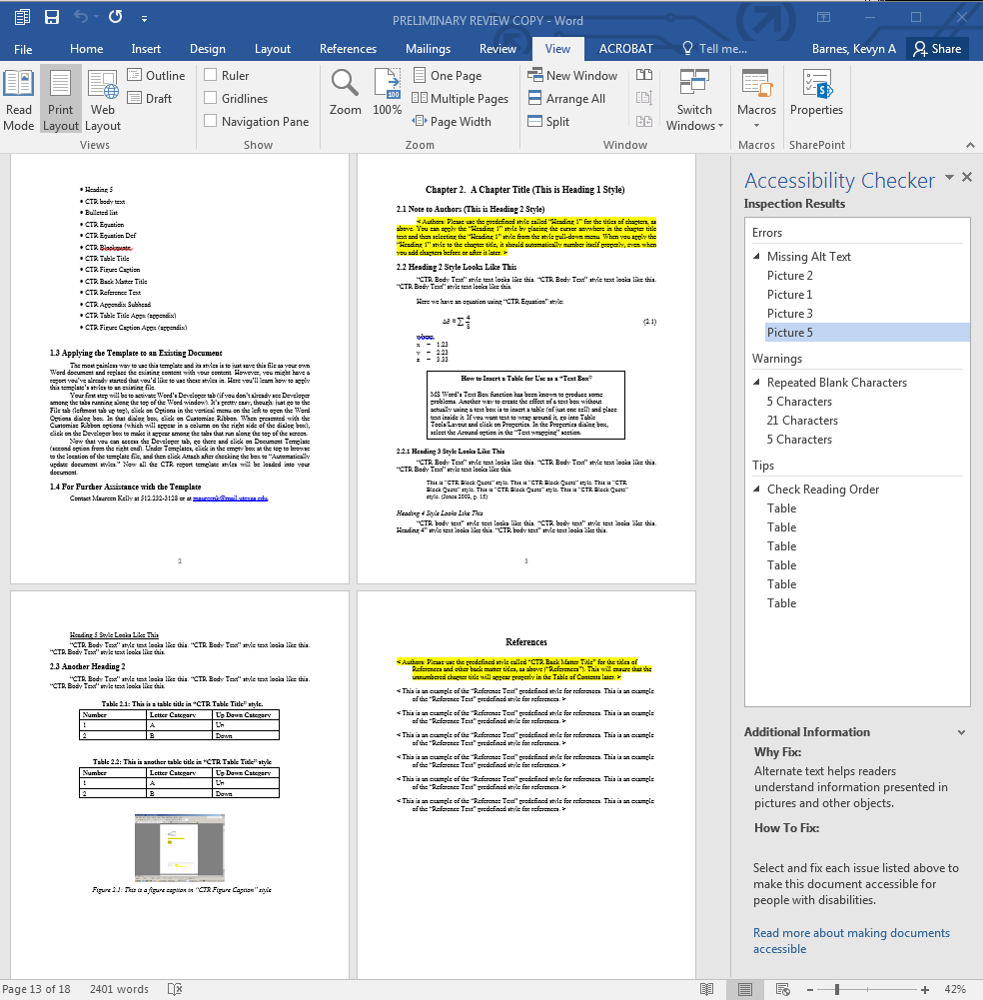 PRELIMINARY REVIEW COPY - Word
File Home Insert Design Layout References Mailings Review View ACROBAT Tell me... Barnes, Kevyn A Share
Read Mode
Print Layout
Web Layout
Outline
Draft
Views
Ruler
Gridlines
Navigation Pane
Show
Zoom
100
100%
One Page
Multiple Pages
Page Width
Zoom
New Window
Arrange All
Split
Switch Windows
Window
Macros
Macros
Properties
SharePoint
• Heading 5
• CTR body text
• Bulleted list
• CTR Equation
• CTR Equation Def
• CTR Blockquote
• CTR Table Title
• CTR Figure Caption
• CTR Back Matter Title
• CTR Reference Text
• CTR Appendix Subhead
• CTR Table Title Appx (appendix)
• CTR Figure Caption Appx (appendix)
1.3 Applying the Template to an Existing Document
The most painless way to use this template and its styles is to just save this file as your own
Word document and replace the existing content with your content. However, you might have a
report you've already started that you'd like to use these styles in. Here you'll learn how to apply
this template's styles to an existing file.
Your first step will be to activate Word's Developer tab (if you don't already see Developer
among the tabs running along the top of the Word window). It's pretty easy, though: just go to the
File tab (leftmost tab up top), click on Options in the vertical menu on the left to open the Word
Options dialog box. In that dialog box, click on Customize Ribbon. When presented with the
Customize Ribbon options (which will appear in a column on the right side of the dialog box),
click on the Developer box to make it appear among the tabs that run along the top of the screen.
Now that you can access the Developer tab, go there and click on Document Template
(second option from the right end). Under Templates, click in the empty box at the top to browse
to the location of the template file, and then click Attach after checking the box to "Automatically
update document styles." Now all the CTR report template styles will be loaded into your
document.
1.4 For Further Assistance with the Template
Contact Maureen Kelly at 512.232-3128 or at maureenk@mail.utexas.edu.
2
Chapter 2. A Chapter Title (This is Heading 1 Style)
2.1 Note to Authors (This is Heading 2 Style)
< Authors: Please use the predefined style called "Heading 1" for the titles of chapters, as
above. You can apply the "Heading 1" style by placing the cursor anywhere in the chapter title
text and then selecting the "Heading 1" style from the style pull-down menu. When you apply the
"Heading 1" style to the chapter title, it should automatically number itself properly, even when
you add chapters before or after it later. >
2.2 Heading 2 Style Looks Like This
"CTR Body Text" style text looks like this. "CTR Body Text" style text looks like this.
"CTR Body Text" style text looks like this.
Here we have an equation using "CTR Equation" style:
(2.1)
where,
x = 1.23
y = 2.23
z = 3.33
How to Insert a Table for Use as a "Text Box"
MS Word's Text Box function has been known to produce some
problems. Another way to create the effect of a text box without
actually using a text box is to insert a table (of just one cell) and place
text inside it. If you want text to wrap around it, go into Table
Tools/Layout and click on Properties. In the Properties dialog box,
select the Around option in the "Text wrapping" section.
2.2.1 Heading 3 Style Looks Like This
"CTR Body Text" style text looks like this. "CTR Body Text" style text looks like this.
"CTR Body Text" style text looks like this.
This is "CTR Block Quote" style. This is "CTR Block Quote" style. This is "CTR
Block Quote" style. This is "CTR Block Quote" style. This is "CTR Block Quote"
style. (Jones 2003, p. 15)
Heading 4 Style Looks Like This
"CTR body text" style text looks like this. "CTR body text" style text looks like this.
Heading 4" style text looks like this. "CTR body text" style text looks like this.
3
Heading 5 Style Looks Like This
"CTR Body Text" style text looks like this. "CTR Body Text" style text looks like this.
"CTR Body Text" style text looks like this.
2.3 Another Heading 2
"CTR Body Text" style text looks like this. "CTR Body Text" style text looks like this.
"CTR Body Text" style text looks like this.
Table 2.1: This is a table title in "CTR Table Title" style.
Number Letter Category Up Down Category
1 A Up
2 B Down
Table 2.2: This is another table title in "CTR Table Title" style
Number Letter Category Up Down Category
1 A Up
2 B Down
Figure 2.1: This is a figure caption in "CTR Figure Caption" style
References
< Authors: Please use the predefined style called "CTR Back Matter Title" for the titles of
References and other back matter titles, as above ("References"). This will ensure that the
unnumbered chapter title will appear properly in the Table of Contents later. >
< This is an example of the "Reference Text" predefined style for references. This is an example
of the "Reference Text" predefined style for references. >
< This is an example of the "Reference Text" predefined style for references. This is an example
of the "Reference Text" predefined style for references. >
< This is an example of the "Reference Text" predefined style for references. This is an example
of the "Reference Text" predefined style for references. >
< This is an example of the "Reference Text" predefined style for references. This is an example
of the "Reference Text" predefined style for references. >
< This is an example of the "Reference Text" predefined style for references. This is an example
of the "Reference Text" predefined style for references. >
< This is an example of the "Reference Text" predefined style for references. This is an example
of the "Reference Text" predefined style for references. >
Accessibility Checker
Inspection Results
Errors
Missing Alt Text
Picture 2
Picture 1
Picture 3
Picture 5
Warnings
Repeated Blank Characters
5 Characters
21 Characters
5 Characters
Tips
Check Reading Order
Table
Table
Table
Table
Table
Table
Additional Information
Why Fix:
Alternate text helps readers
understand information presented in
pictures and other objects.
How To Fix:
Select and fix each issue listed above to
make this document accessible for
people with disabilities.
Read more about making documents
accessible
Page 13 of 18 2401 words 42%